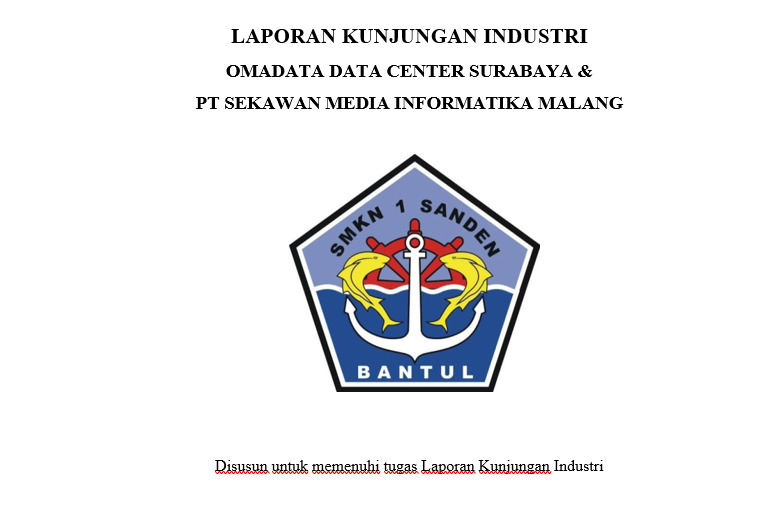 LAPORAN KUNJUNGAN INDUSTRI
OMADATA DATA CENTER SURABAYA &
PT SEKAWAN MEDIA INFORMATIKA MALANG
SMKN 1 SANDEN
BANTUL
Disusun untuk memenuhi tugas Laporan Kunjungan Industri